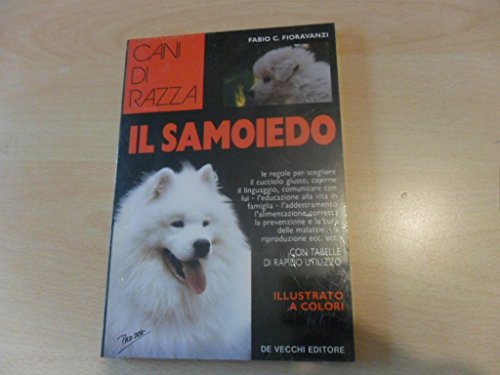 FABIO C. FIORAVANZI
CANI
DI
RAZZA
IL SAMOIEDO
le regole per scegliere
il cucciolo giusto, capirne
il linguaggio, comunicare con
lui - l'educazione alla vita in
famiglia - l'addestramento
l'alimentazione corretta
la prevenzione e la cura
delle malattie - la
riproduzione ecc. ecc.
CON TABELLE
DI RAPIDO UTILIZZO
ILLUSTRATO
A COLORI
DE VECCHI EDITORE